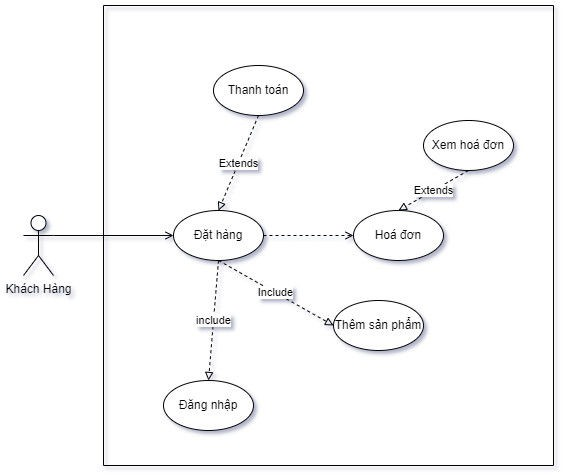 Thanh toán
Xem hoá đơn
Extends
Extends
Đặt hàng
Hoá đơn
Khách Hàng
Include
include
Thêm sản phẩm
Đăng nhập